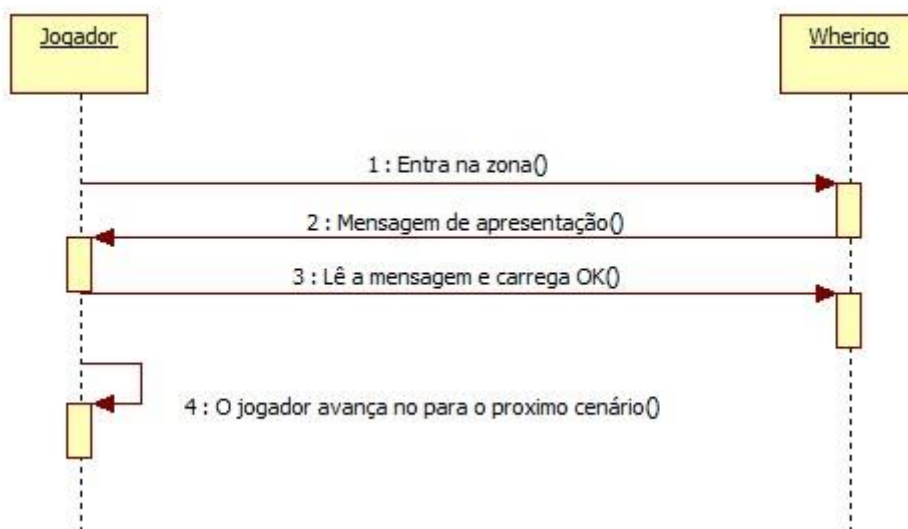 Jogador
Wherigo
1 : Entra na zona()
2 : Mensagem de apresentação()
3 : Lê a mensagem e carrega OK()
4 : O jogador avança no para o proximo cenário()